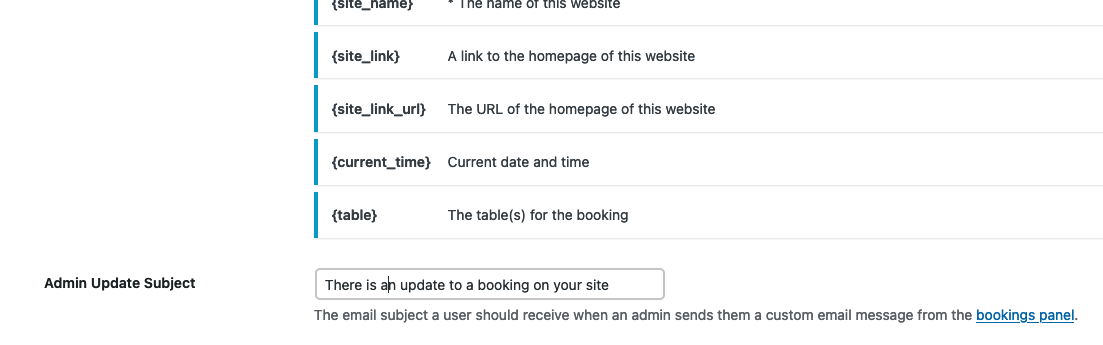 {site_name} * The name of this website
{site_link} A link to the homepage of this website
{site_link_url} The URL of the homepage of this website
{current_time} Current date and time
{table} The table(s) for the booking
Admin Update Subject There is an update to a booking on your site
The email subject a user should receive when an admin sends them a custom email message from the bookings panel.